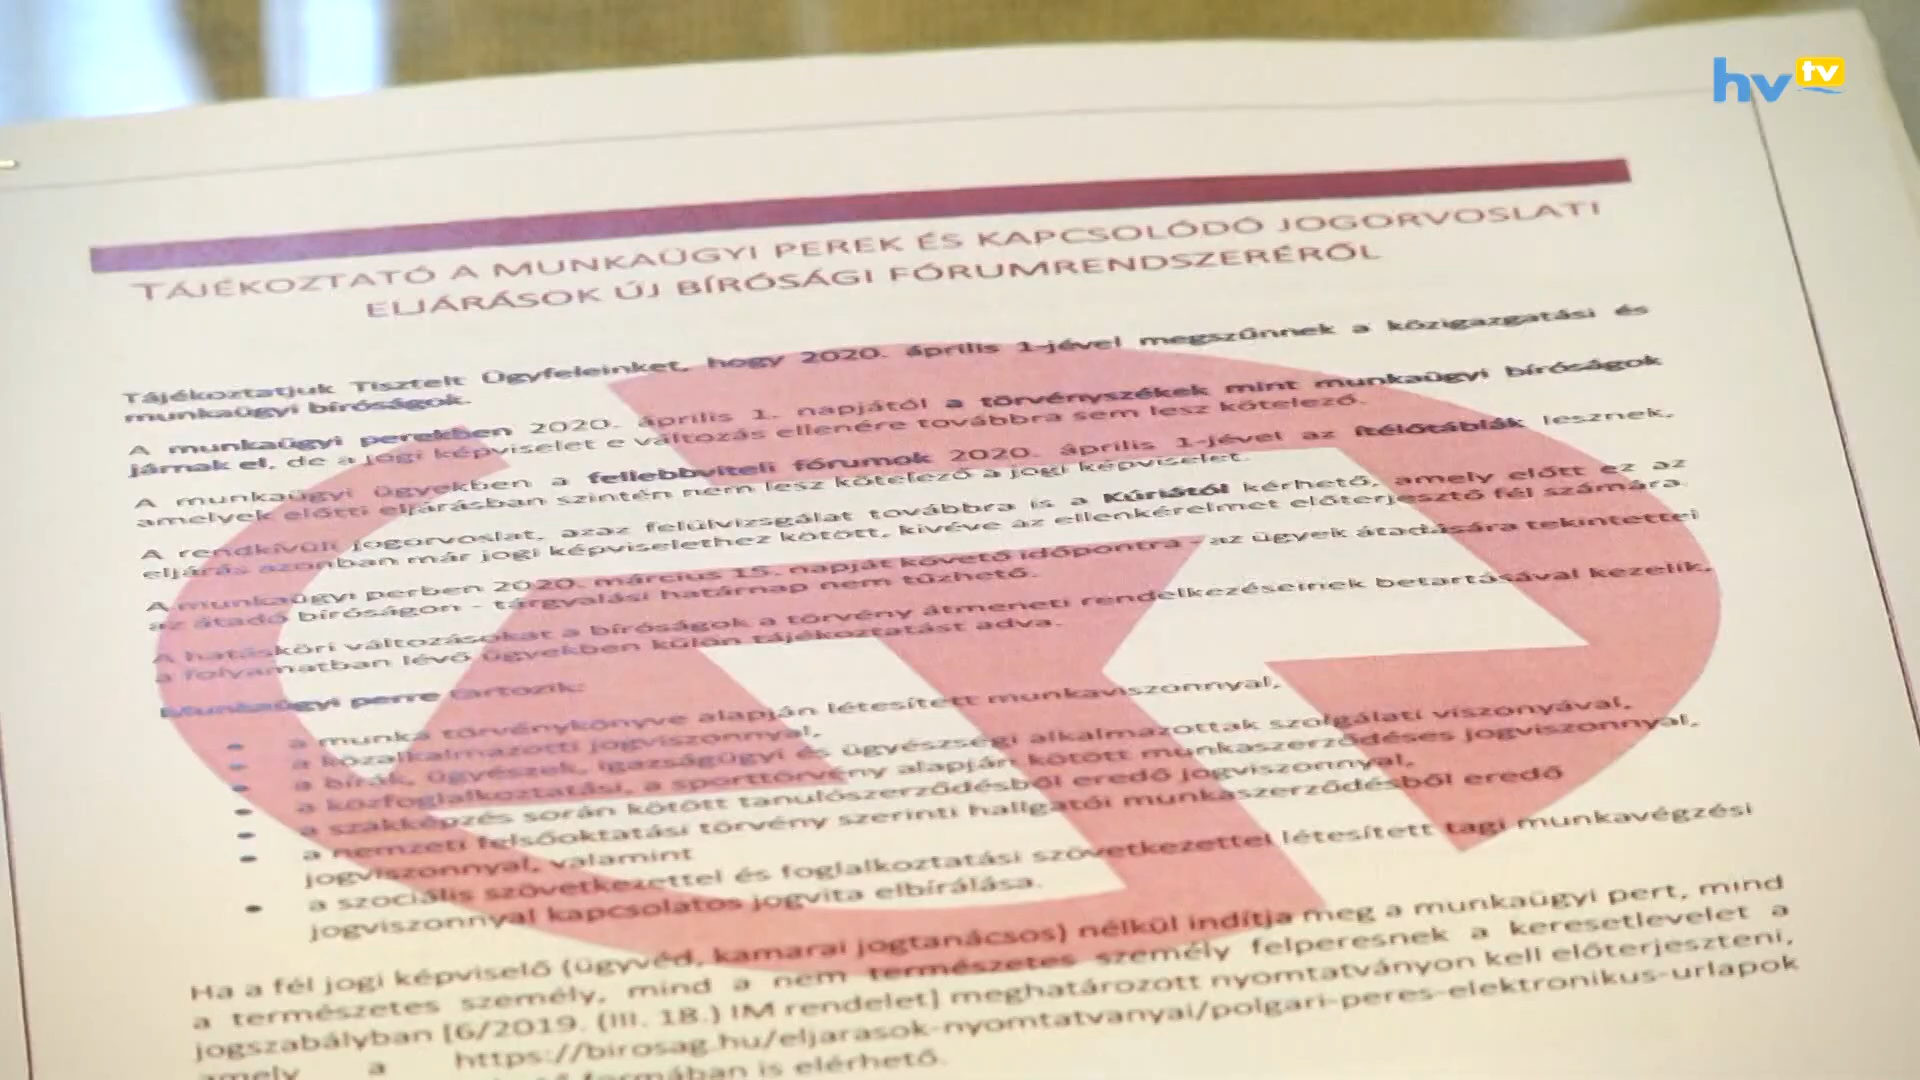 hv tv
TÁJÉKOZTATÓ A MUNKAÜGYI PEREK ÉS KAPCSOLÓDÓ JOGORVOSLATI
ELJÁRÁSOK ÚJ BÍRÓSÁGI FÓRUMRENDSZERÉRŐL
Tájékoztatjuk Tisztelt Ügyfeleinket, hogy 2020. április 1-jével megszűnnek a közigazgatási és
munkaügyi bíróságok.
A munkaügyi perekben 2020. április 1. napjától a törvényszékek mint munkaügyi bíróságok
járnak el, de a jogi képviselet e változás ellenére továbbra sem lesz kötelező.
A munkaügyi ügyekben a fellebbviteli fórumok 2020. április 1-jével az ítélőtáblák lesznek,
amelyek előtti eljárásban szintén nem lesz kötelező a jogi képviselet.
A rendkívüli jogorvoslat, azaz felülvizsgálat továbbra is a Kúriától kérhető, amely előtt ez az
eljárás azonban már jogi képviselethez kötött, kivéve az ellenkérelmet előterjesztő fél számára.
A munkaügyi perben 2020. március 15. napját követő időpontra - az ügyek átadására tekintettel
az átadó bíróságon - tárgyalási határnap nem tűzhető.
A hatásköri változásokat a bíróságok a törvény átmeneti rendelkezéseinek betartásával kezelik,
a folyamatban lévő ügyekben külön tájékoztatást adva.
Munkaügyi perre tartozik:
• a munka törvénykönyve alapján létesített munkaviszonnyal,
• a közalkalmazotti jogviszonnyal,
• a bírák, ügyészek, igazságügyi és ügyészségi alkalmazottak szolgálati viszonyával,
• a közfoglalkoztatási, a sporttörvény alapján kötött munkaszerződéses jogviszonnyal,
• a szakképzés során kötött tanulószerződésből eredő jogviszonnyal,
• a nemzeti felsőoktatási törvény szerinti hallgatói munkaszerződésből eredő
jogviszonnyal, valamint
• a szociális szövetkezettel és foglalkoztatási szövetkezettel létesített tagi munkavégzési
jogviszonnyal kapcsolatos jogvita elbírálása.
Ha a fél jogi képviselő (ügyvéd, kamarai jogtanácsos) nélkül indítja meg a munkaügyi pert, mind
a természetes személy, mind a nem természetes személy felperesnek a keresetlevelet a
jogszabályban [6/2019. (III. 18.) IM rendelet] meghatározott nyomtatványon kell előterjeszteni,
amely a https://birosag.hu/eljarasok-nyomtatvanyai/polgari-peres-elektronikus-urlapok
formában is elérhető.